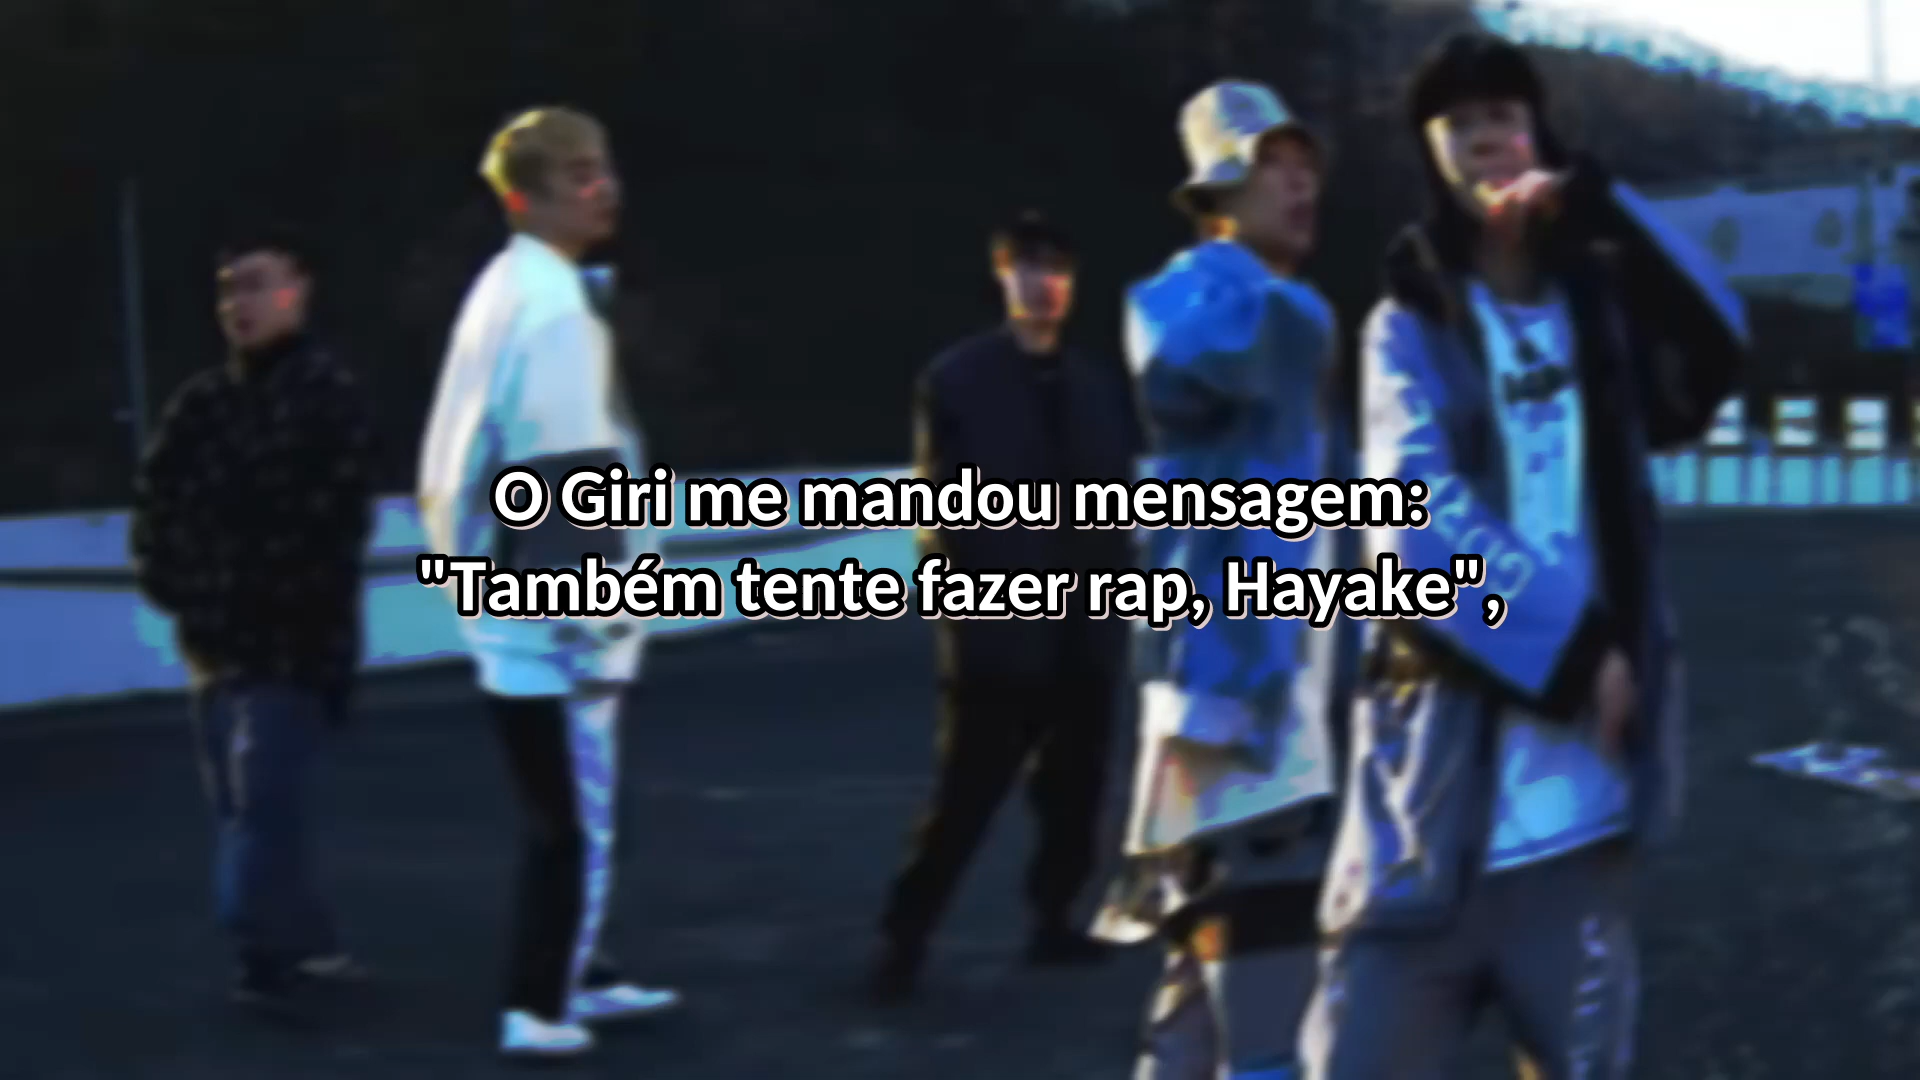 O Giri me mandou mensagem:
"Também tente fazer rap, Hayake",